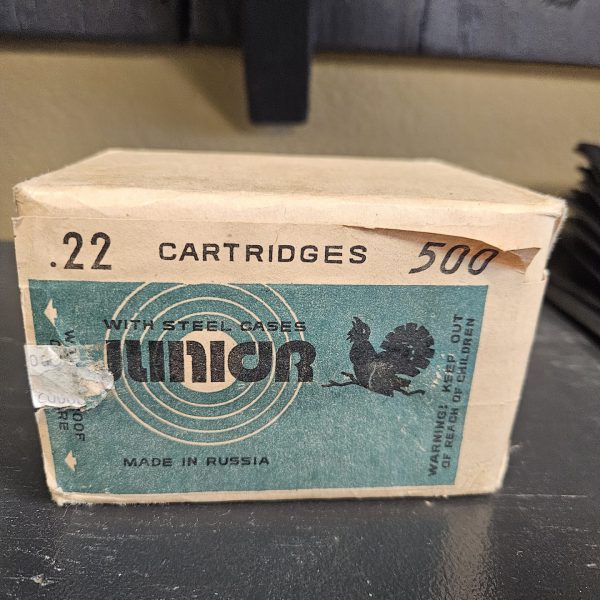 .22 CARTRIDGES 500
WITH STEEL CASES
JUNIOR
MADE IN RUSSIA
WARNING! KEEP OUT
OF REACH OF CHILDREN